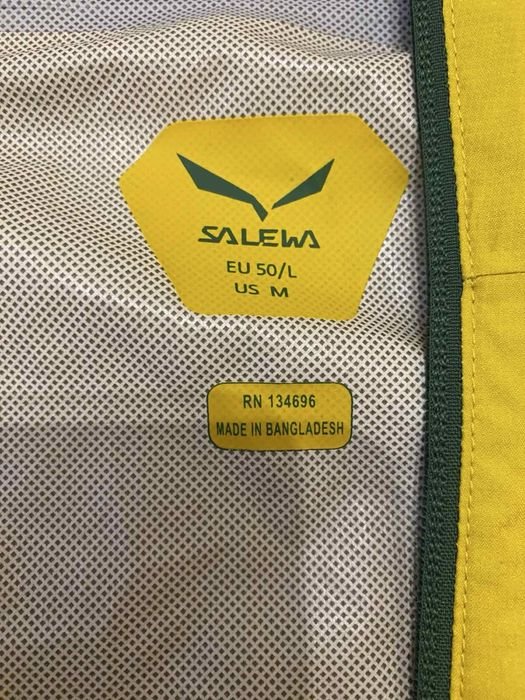 SALEWA
EU 50/L
US M
RN 134696
MADE IN BANGLADESH